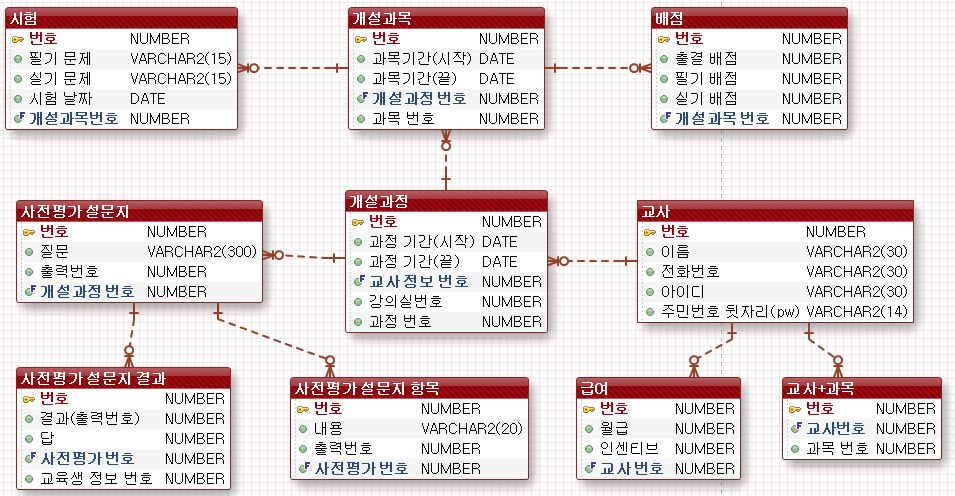 시험
번호 NUMBER
필기 문제 VARCHAR2(15)
실기 문제 VARCHAR2(15)
시험 날짜 DATE
개설과목번호 NUMBER
개설과목
번호 NUMBER
과목기간(시작) DATE
과목기간(끝) DATE
개설 과정 번호 NUMBER
과목 번호 NUMBER
배점
번호 NUMBER
출결 배점 NUMBER
필기 배점 NUMBER
실기 배점 NUMBER
개설 과목 번호 NUMBER
사전평가 설문지
번호 NUMBER
질문 VARCHAR2(300)
출력번호 NUMBER
개설 과정 번호 NUMBER
개설과정
번호 NUMBER
과정 기간(시작) DATE
과정 기간(끝) DATE
교사 정보 번호 NUMBER
강의실번호 NUMBER
과정 번호 NUMBER
교사
번호 NUMBER
이름 VARCHAR2(30)
전화번호 VARCHAR2(30)
아이디 VARCHAR2(30)
주민번호 뒷자리(pw) VARCHAR2(14)
사전평가 설문지 결과
번호 NUMBER
결과(출력번호) NUMBER
답 NUMBER
사전평가 번호 NUMBER
교육생 정보 번호 NUMBER
사전평가 설문지 항목
번호 NUMBER
내용 VARCHAR2(20)
출력번호 NUMBER
사전평가 번호 NUMBER
급여
번호 NUMBER
월급 NUMBER
인센티브 NUMBER
교사 번호 NUMBER
교사+과목
번호 NUMBER
교사번호 NUMBER
과목 번호 NUMBER